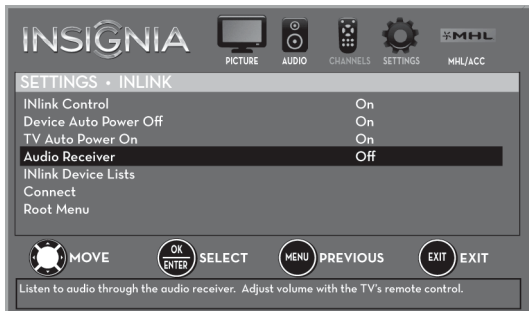 INSIGNIA
PICTURE AUDIO CHANNELS SETTINGS MHL MHL/ACC
SETTINGS • INLINK
INlink Control On
Device Auto Power Off On
TV Auto Power On On
Audio Receiver Off
INlink Device Lists
Connect
Root Menu
MOVE OK ENTER SELECT MENU PREVIOUS EXIT EXIT
Listen to audio through the audio receiver. Adjust volume with the TV's remote control.